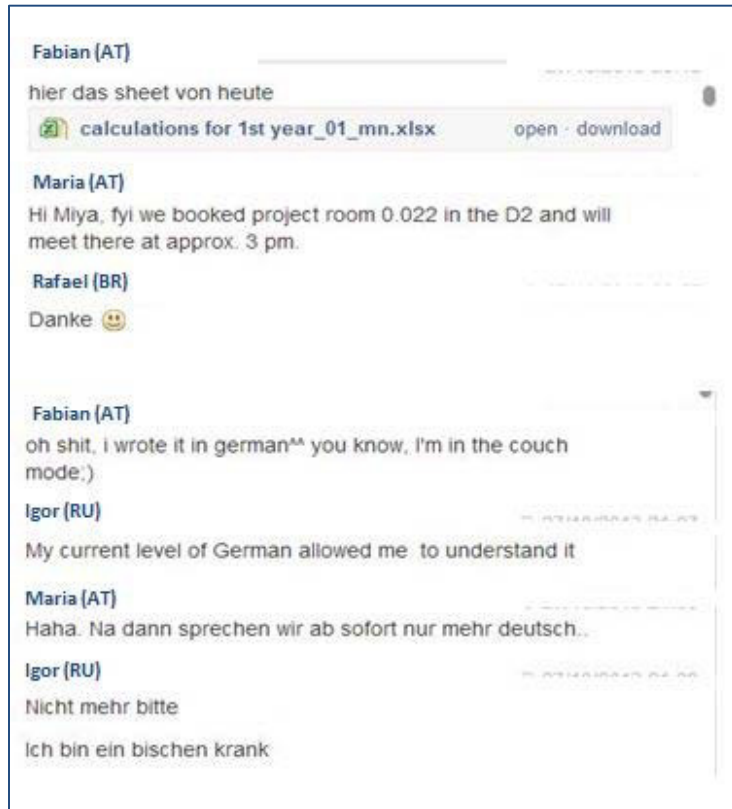 Fabian (AT)
hier das sheet von heute
calculations for 1st year_01_mn.xlsx open · download
Maria (AT)
Hi Miya, fyi we booked project room 0.022 in the D2 and will
meet there at approx. 3 pm.
Rafael (BR)
Danke
Fabian (AT)
oh shit, i wrote it in german^^ you know, I'm in the couch
mode;)
Igor (RU)
My current level of German allowed me to understand it
Maria (AT)
Haha. Na dann sprechen wir ab sofort nur mehr deutsch..
Igor (RU)
Nicht mehr bitte
Ich bin ein bischen krank